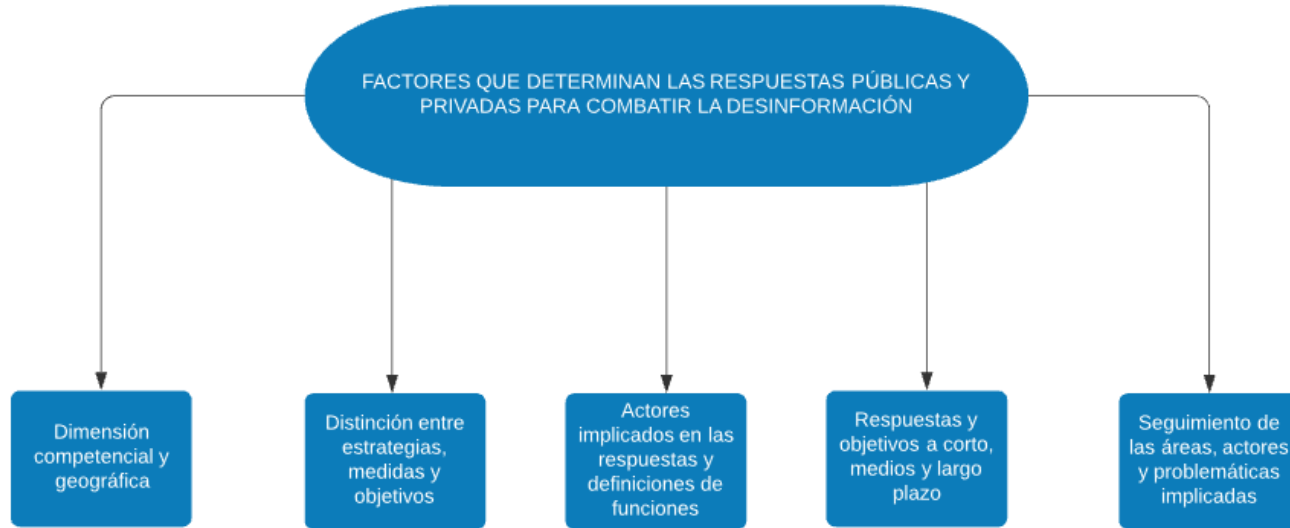 FACTORES QUE DETERMINAN LAS RESPUESTAS PÚBLICAS Y
PRIVADAS PARA COMBATIR LA DESINFORMACIÓN
Dimensión
competencial y
geográfica
Distinción entre
estrategias,
medidas y
objetivos
Actores
implicados en las
respuestas y
definiciones de
funciones
Respuestas y
objetivos a corto,
medios y largo
plazo
Seguimiento de
las áreas, actores
y problemáticas
implicadas